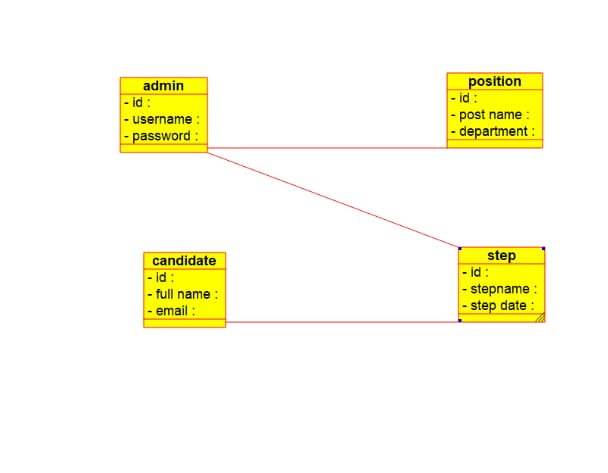 admin
- id :
- username :
- password :
position
- id :
- post name :
- department :
candidate
- id :
- full name :
- email :
step
- id :
- stepname :
- step date :